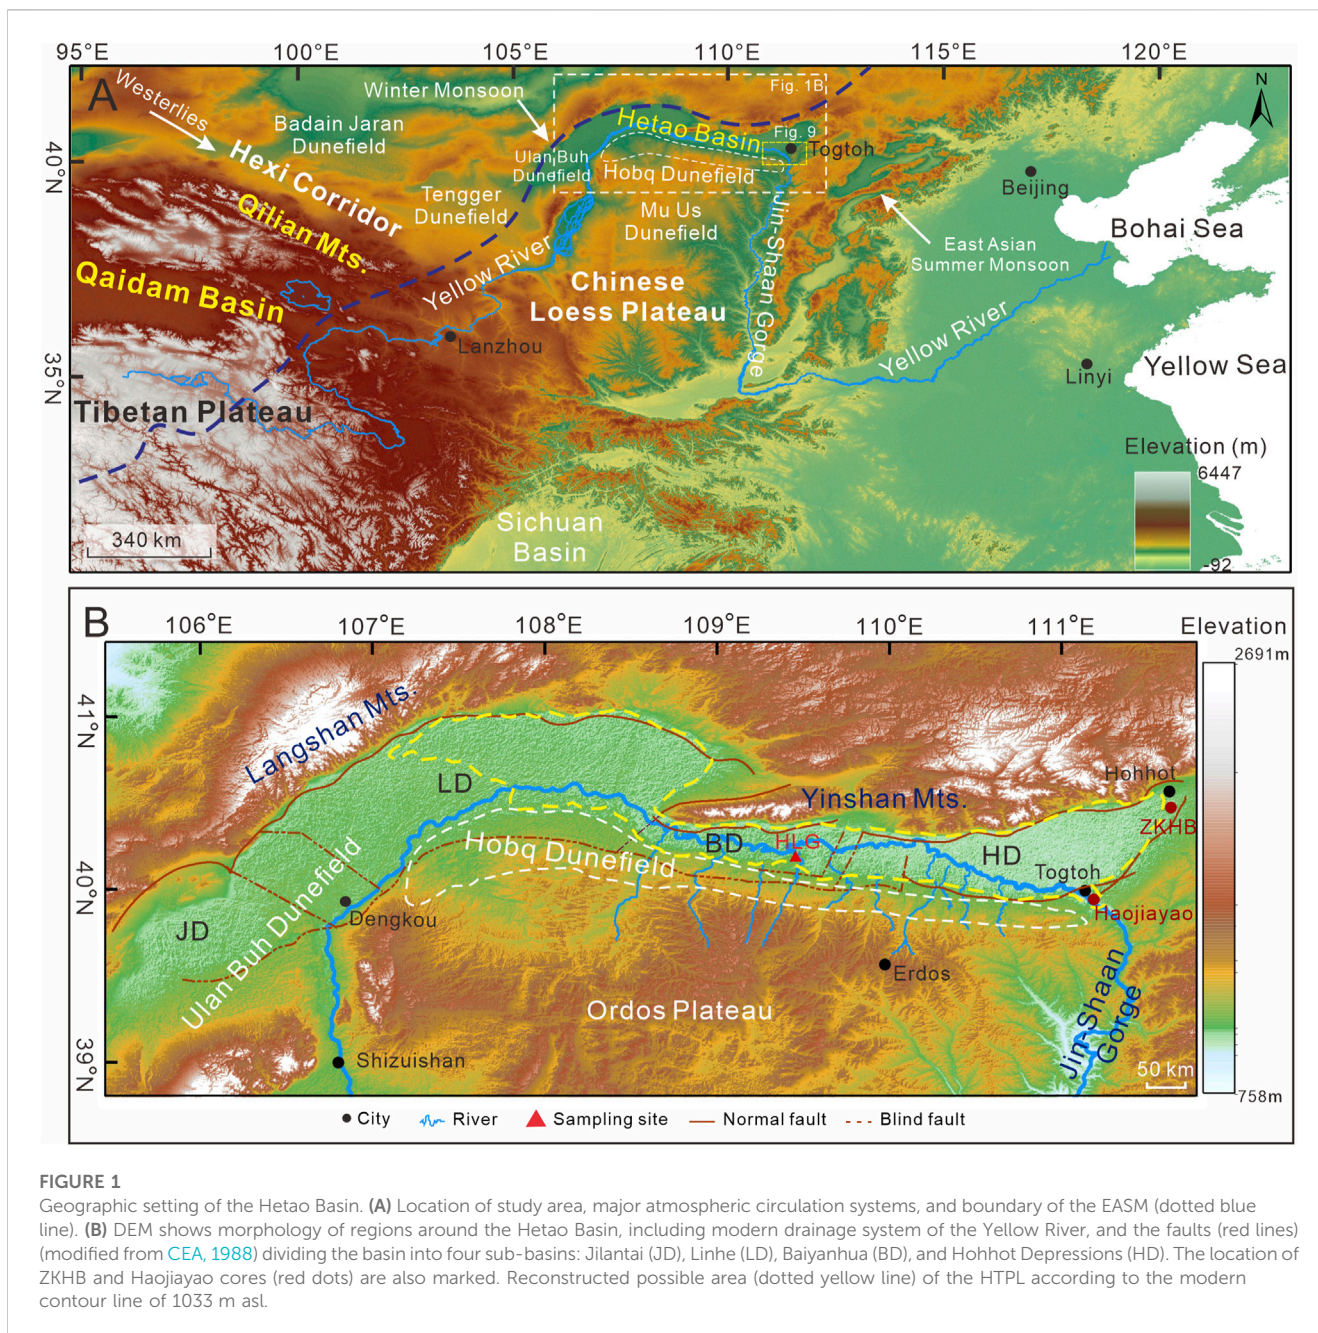 95°E 100°E 105°E 110°E 115°E 120°E
A
Westerlies
Winter Monsoon
Fig. 1B
N
Badain Jaran
Dunefield
Hetao Basin
Fig. 9
Togtoh
40°N
Hexi Corridor
Ulan Buh
Dunefield
Hobq Dunefield
Beijing
Tengger
Dunefield
Qilian Mts.
Mu Us
Dunefield
Jin-Shaan Gorge
Bohai Sea
East Asian
Summer Monsoon
Qaidam Basin
Yellow River
Chinese
Loess Plateau
Yellow River
Lanzhou
35°N
Linyi
Yellow Sea
Tibetan Plateau
Elevation (m)
6447
-92
340 km
Sichuan
Basin
B
106°E 107°E 108°E 109°E 110°E 111°E
Elevation
2691m
41°N
Langshan Mts.
LD
Hohhot
Yinshan Mts.
ZKHB
BD
HLG
HD
Hobq Dunefield
Togtoh
40°N
Ulan Buh Dunefield
Dengkou
Haojiayao
JD
Erdos
Ordos Plateau
Jin-Shaan
Gorge
39°N
Shizuishan
50 km
758m
City River Sampling site Normal fault Blind fault
FIGURE 1
Geographic setting of the Hetao Basin. (A) Location of study area, major atmospheric circulation systems, and boundary of the EASM (dotted blue
line). (B) DEM shows morphology of regions around the Hetao Basin, including modern drainage system of the Yellow River, and the faults (red lines)
(modified from CEA, 1988) dividing the basin into four sub-basins: Jilantai (JD), Linhe (LD), Baiyanhua (BD), and Hohhot Depressions (HD). The location of
ZKHB and Haojiayao cores (red dots) are also marked. Reconstructed possible area (dotted yellow line) of the HTPL according to the modern
contour line of 1033 m asl.